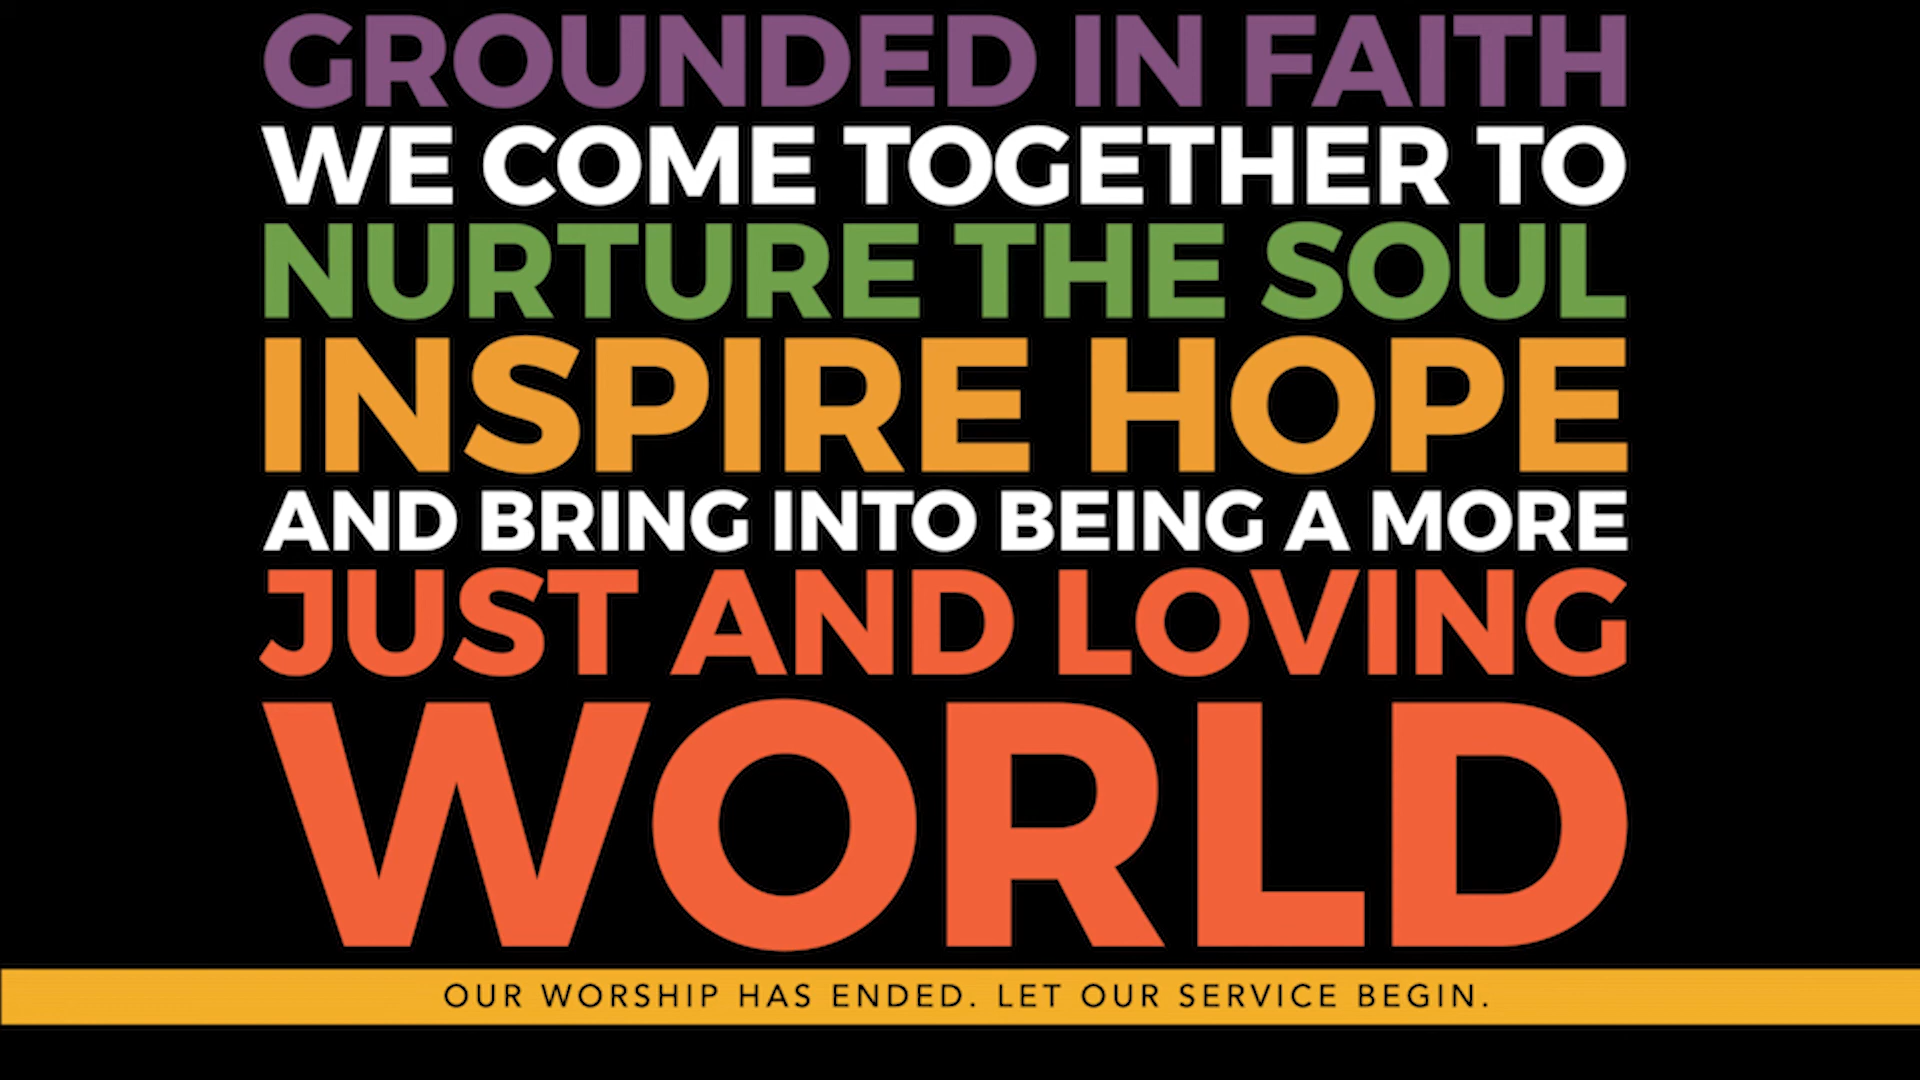 GROUNDED IN FAITH
WE COME TOGETHER TO
NURTURE THE SOUL
INSPIRE HOPE
AND BRING INTO BEING A MORE
JUST AND LOVING
WORLD
OUR WORSHIP HAS ENDED. LET OUR SERVICE BEGIN.